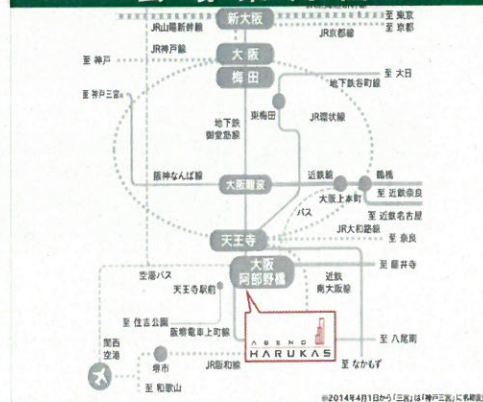 新大阪
至 東京
JR山陽新幹線
JR京都線
至 京都
JR神戸線
大阪
至 神戸
梅田
至 大日
地下鉄谷町線
至 神戸三宮
東梅田
地下鉄
御堂筋線
JR環状線
阪神なんば線
大阪難波
近鉄線
鶴橋
大阪上本町
至 近鉄奈良
バス
至 近鉄名古屋
JR大和路線
天王寺
至 奈良
大阪
阿部野橋
至 藤井寺
空港バス
天王寺駅前
近鉄
南大阪線
至 住吉公園
阪堺電車上町線
ABENO
HARUKAS
至 八尾南
関西
空港
堺市
JR阪和線
至 なかもず
至 和歌山
※2014年4月1日から「三宮」は「神戸三宮」に名称変